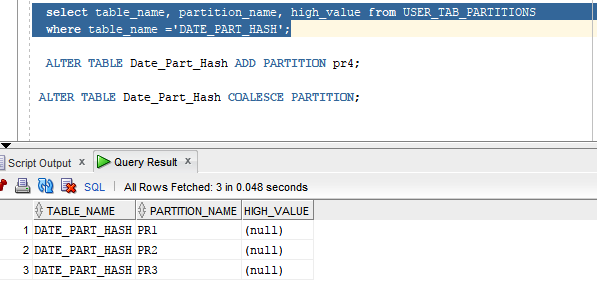 select table_name, partition_name, high_value from USER_TAB_PARTITIONS
where table_name ='DATE_PART_HASH';
ALTER TABLE Date_Part_Hash ADD PARTITION pr4;
ALTER TABLE Date_Part_Hash COALESCE PARTITION;
Script Output x Query Result x
SQL | All Rows Fetched: 3 in 0.048 seconds
TABLE_NAME PARTITION_NAME HIGH_VALUE
1 DATE_PART_HASH PR1 (null)
2 DATE_PART_HASH PR2 (null)
3 DATE_PART_HASH PR3 (null)